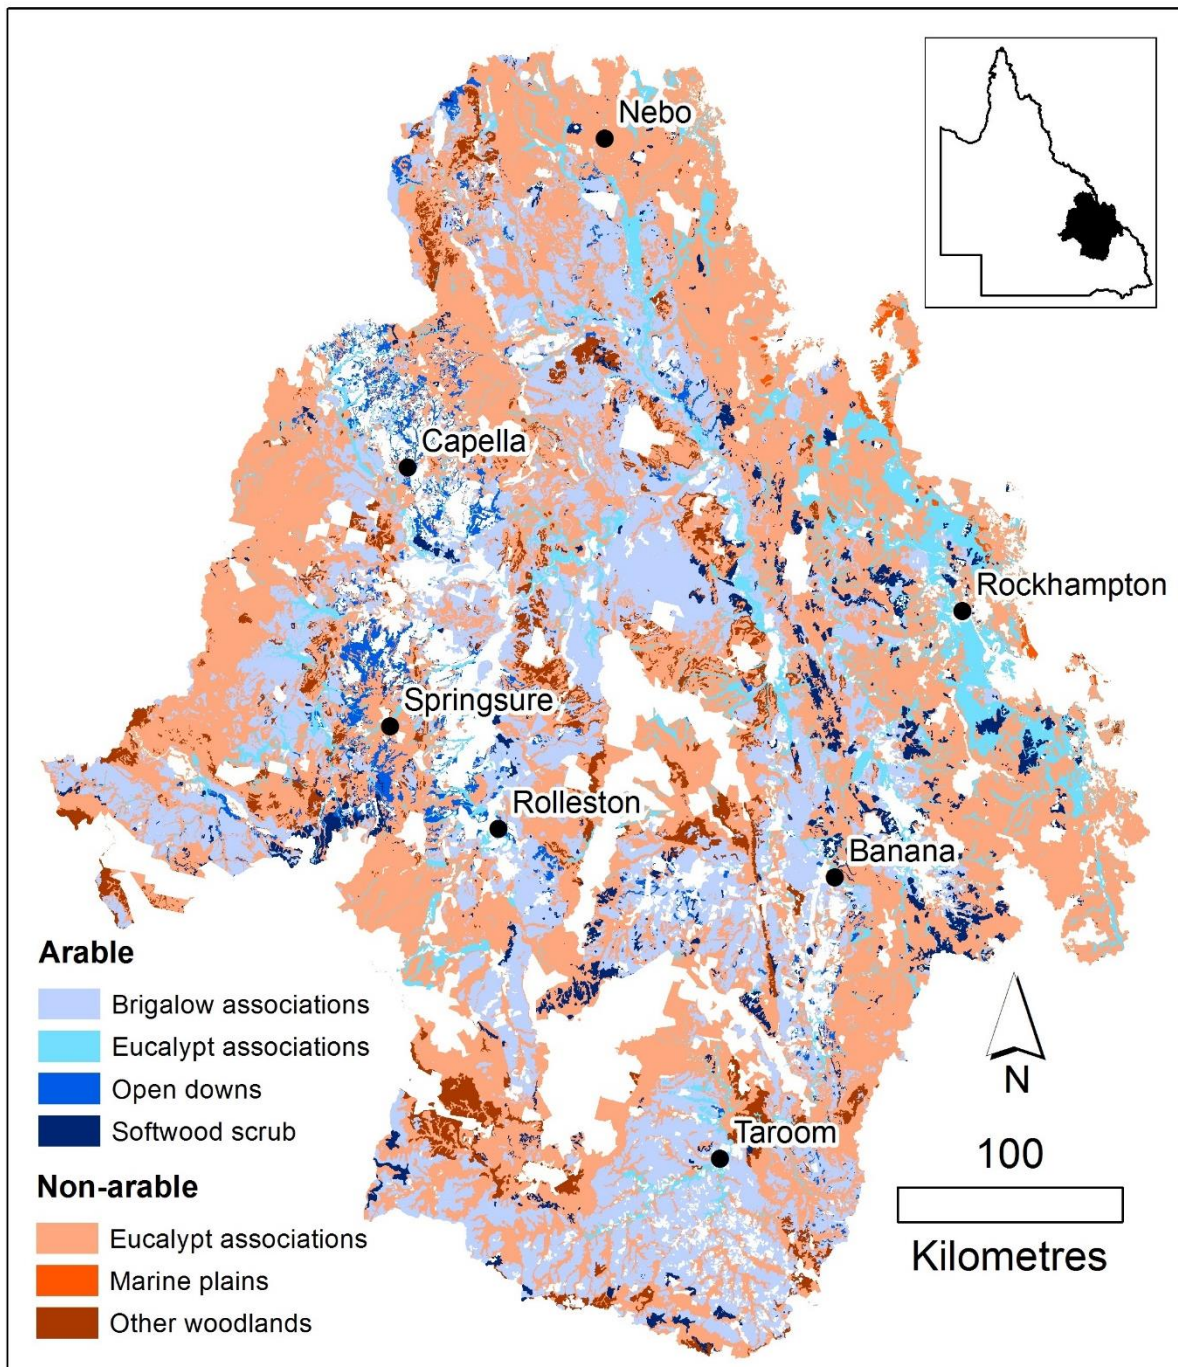 Nebo
Capella
Rockhampton
Springsure
Rolleston
Banana
Arable
Brigalow associations
Eucalypt associations
Open downs
Softwood scrub
N
Taroom
100
Non-arable
Eucalypt associations
Marine plains
Other woodlands
Kilometres